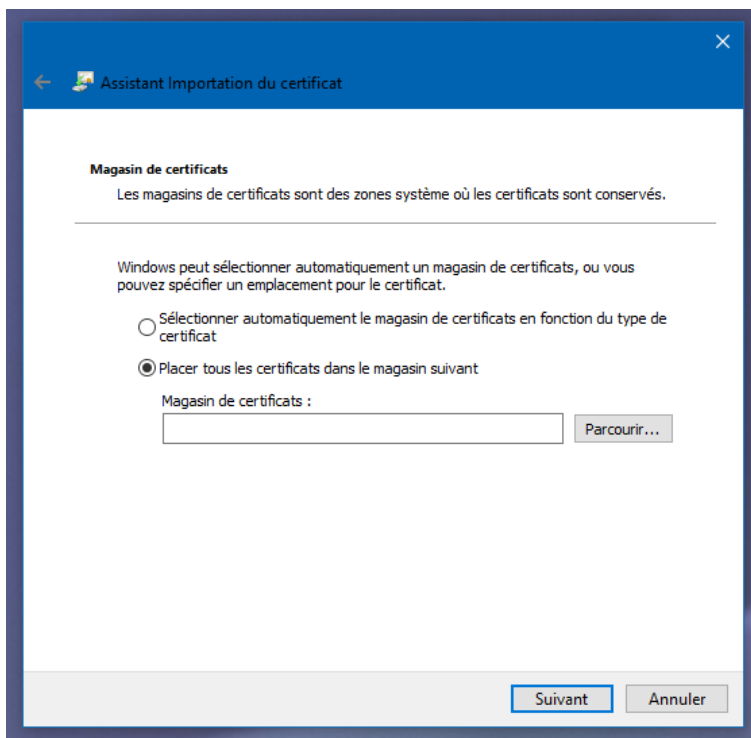 Assistant Importation du certificat
Magasin de certificats
Les magasins de certificats sont des zones système où les certificats sont conservés.
Windows peut sélectionner automatiquement un magasin de certificats, ou vous
pouvez spécifier un emplacement pour le certificat.
Sélectionner automatiquement le magasin de certificats en fonction du type de
certificat
Placer tous les certificats dans le magasin suivant
Magasin de certificats :
Parcourir...
Suivant
Annuler